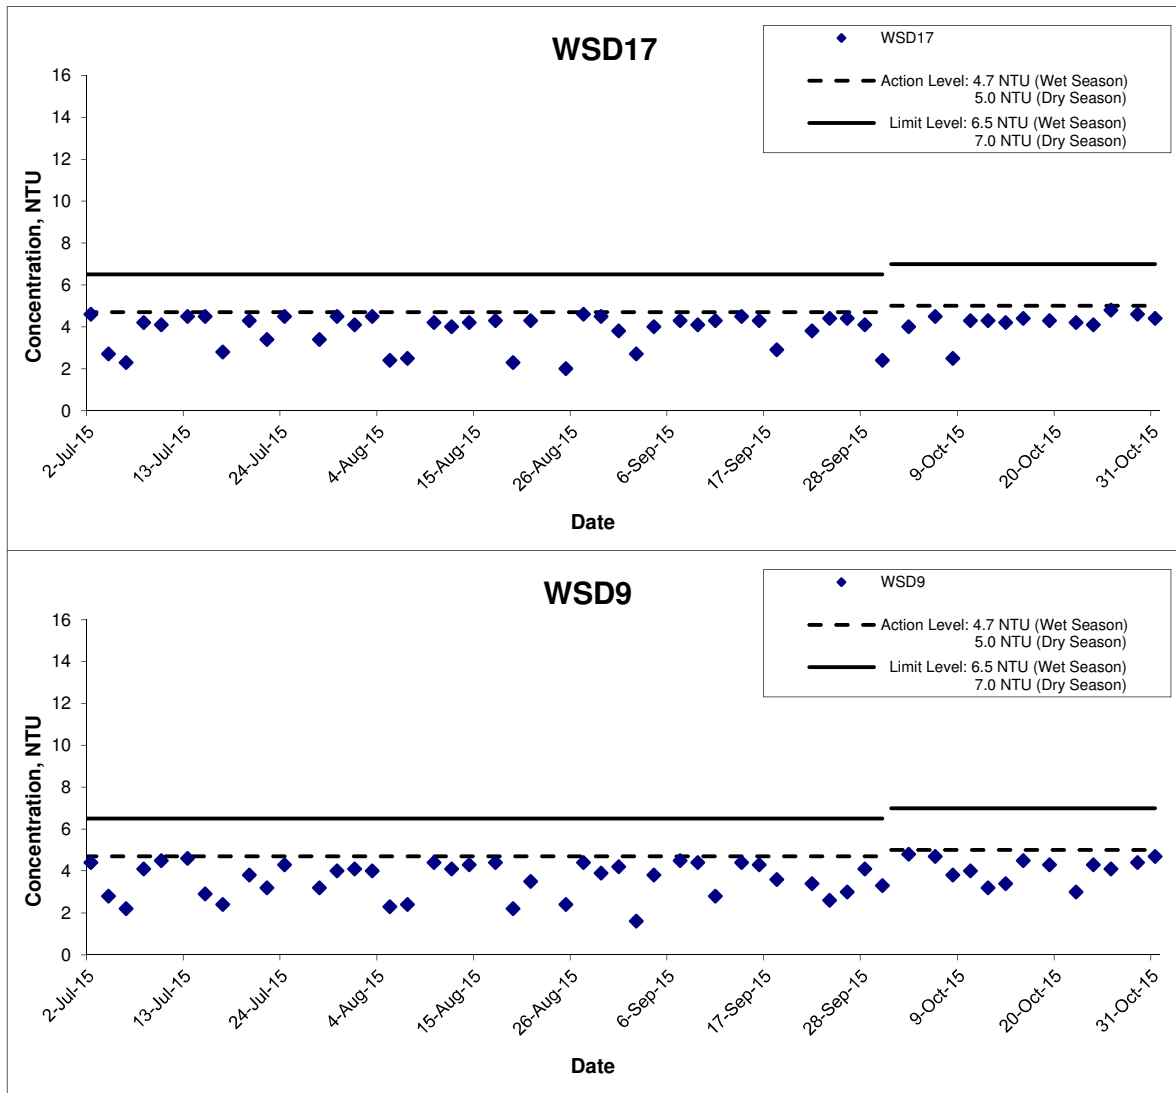 WSD17
WSD17
Action Level: 4.7 NTU (Wet Season)
5.0 NTU (Dry Season)
Limit Level: 6.5 NTU (Wet Season)
7.0 NTU (Dry Season)
Concentration, NTU
16
14
12
10
8
6
4
2
0
2-Jul-15
13-Jul-15
24-Jul-15
4-Aug-15
15-Aug-15
26-Aug-15
6-Sep-15
17-Sep-15
28-Sep-15
9-Oct-15
20-Oct-15
31-Oct-15
Date
WSD9
WSD9
Action Level: 4.7 NTU (Wet Season)
5.0 NTU (Dry Season)
Limit Level: 6.5 NTU (Wet Season)
7.0 NTU (Dry Season)
Concentration, NTU
16
14
12
10
8
6
4
2
0
2-Jul-15
13-Jul-15
24-Jul-15
4-Aug-15
15-Aug-15
26-Aug-15
6-Sep-15
17-Sep-15
28-Sep-15
9-Oct-15
20-Oct-15
31-Oct-15
Date